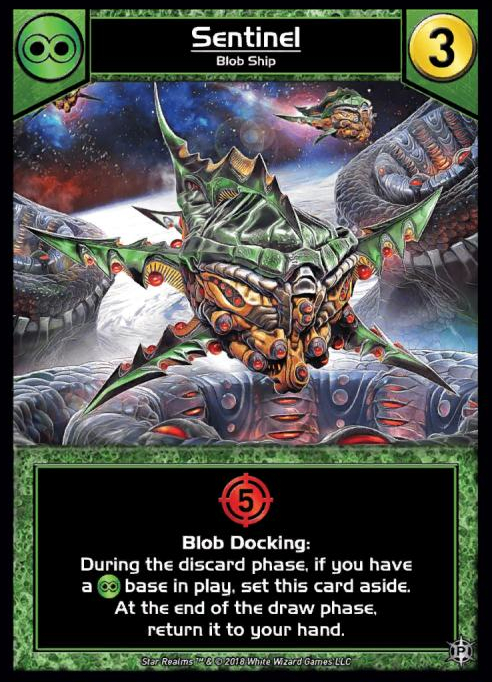 Sentinel
Blob Ship
3
5
Blob Docking:
During the discard phase, if you have
a base in play, set this card aside.
At the end of the draw phase,
return it to your hand.
Star Realms™ & © 2018 White Wizard Games LLC
P